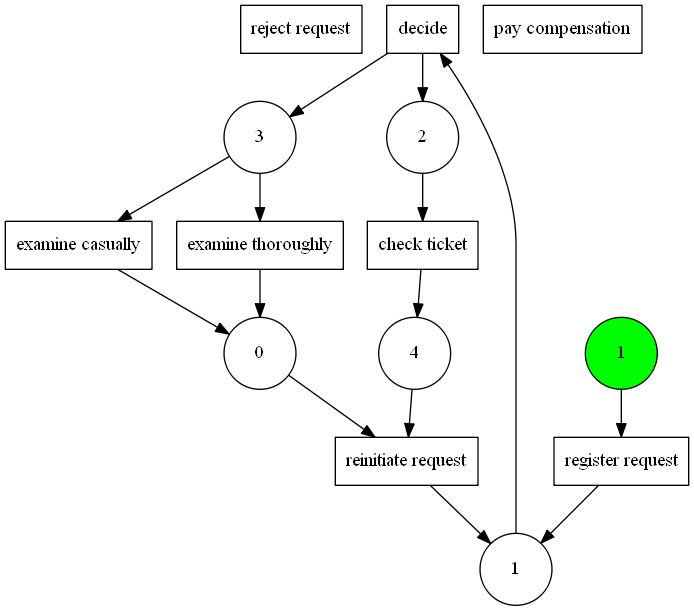 reject request
decide
pay compensation
3
2
examine casually
examine thoroughly
check ticket
0
4
1
reinitiate request
register request
1